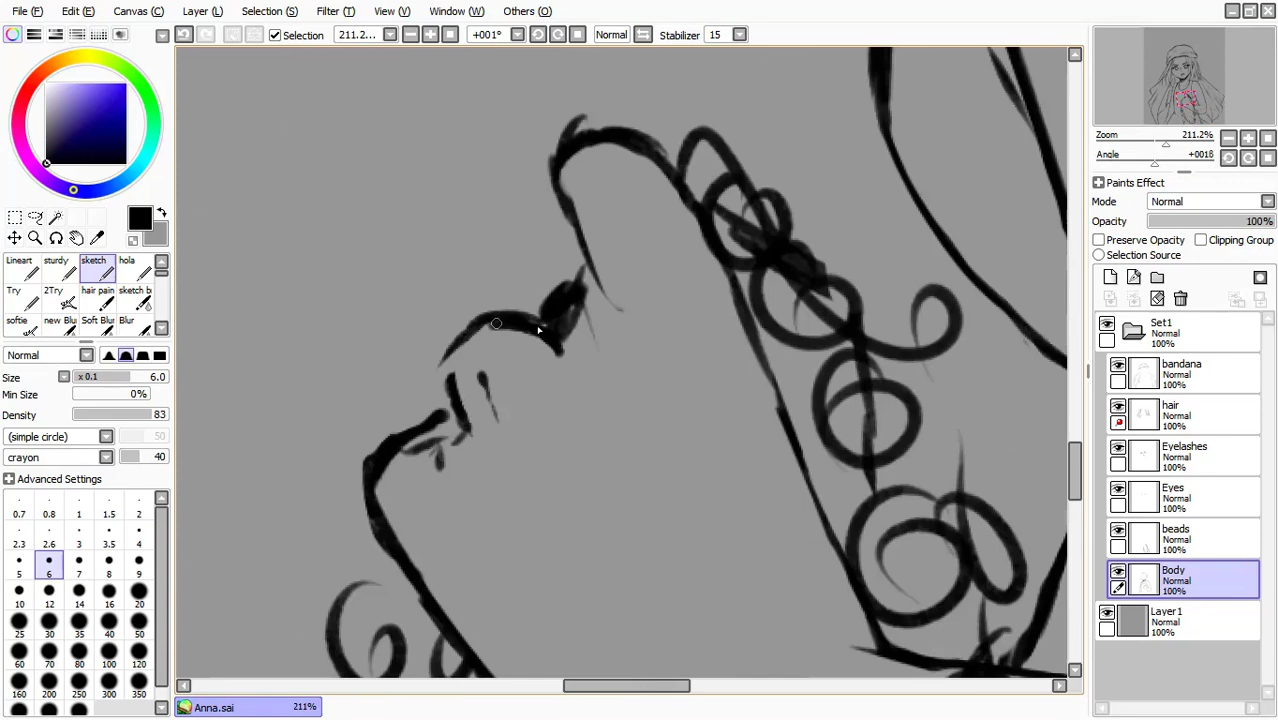 File (F) Edit (E) Canvas (C) Layer (L) Selection (S) Filter (T) View (V) Window (W) Others (O)
Selection 211.2... +001° Normal Stabilizer 15
Zoom 211.2%
Angle +001š
Paints Effect
Mode Normal
Opacity 100%
Preserve Opacity Clipping Group
Selection Source
Lineart sturdy sketch hola
Try 2Try hair pain sketch b
softie new Blu Soft Blur Blur
Normal
Size x 0.1 6.0
Min Size 0%
Density 83
(simple circle) 50
crayon 40
Advanced Settings
0.7 0.8 1 1.5 2
2.3 2.6 3 3.5 4
5 6 7 8 9
10 12 14 16 20
25 30 35 40 50
60 70 80 100 120
160 200 250 300 350
Set1
Normal
100%
bandana
Normal
100%
hair
Normal
100%
Eyelashes
Normal
100%
Eyes
Normal
100%
beads
Normal
100%
Body
Normal
100%
Layer1
Normal
100%
Anna.sai 211%